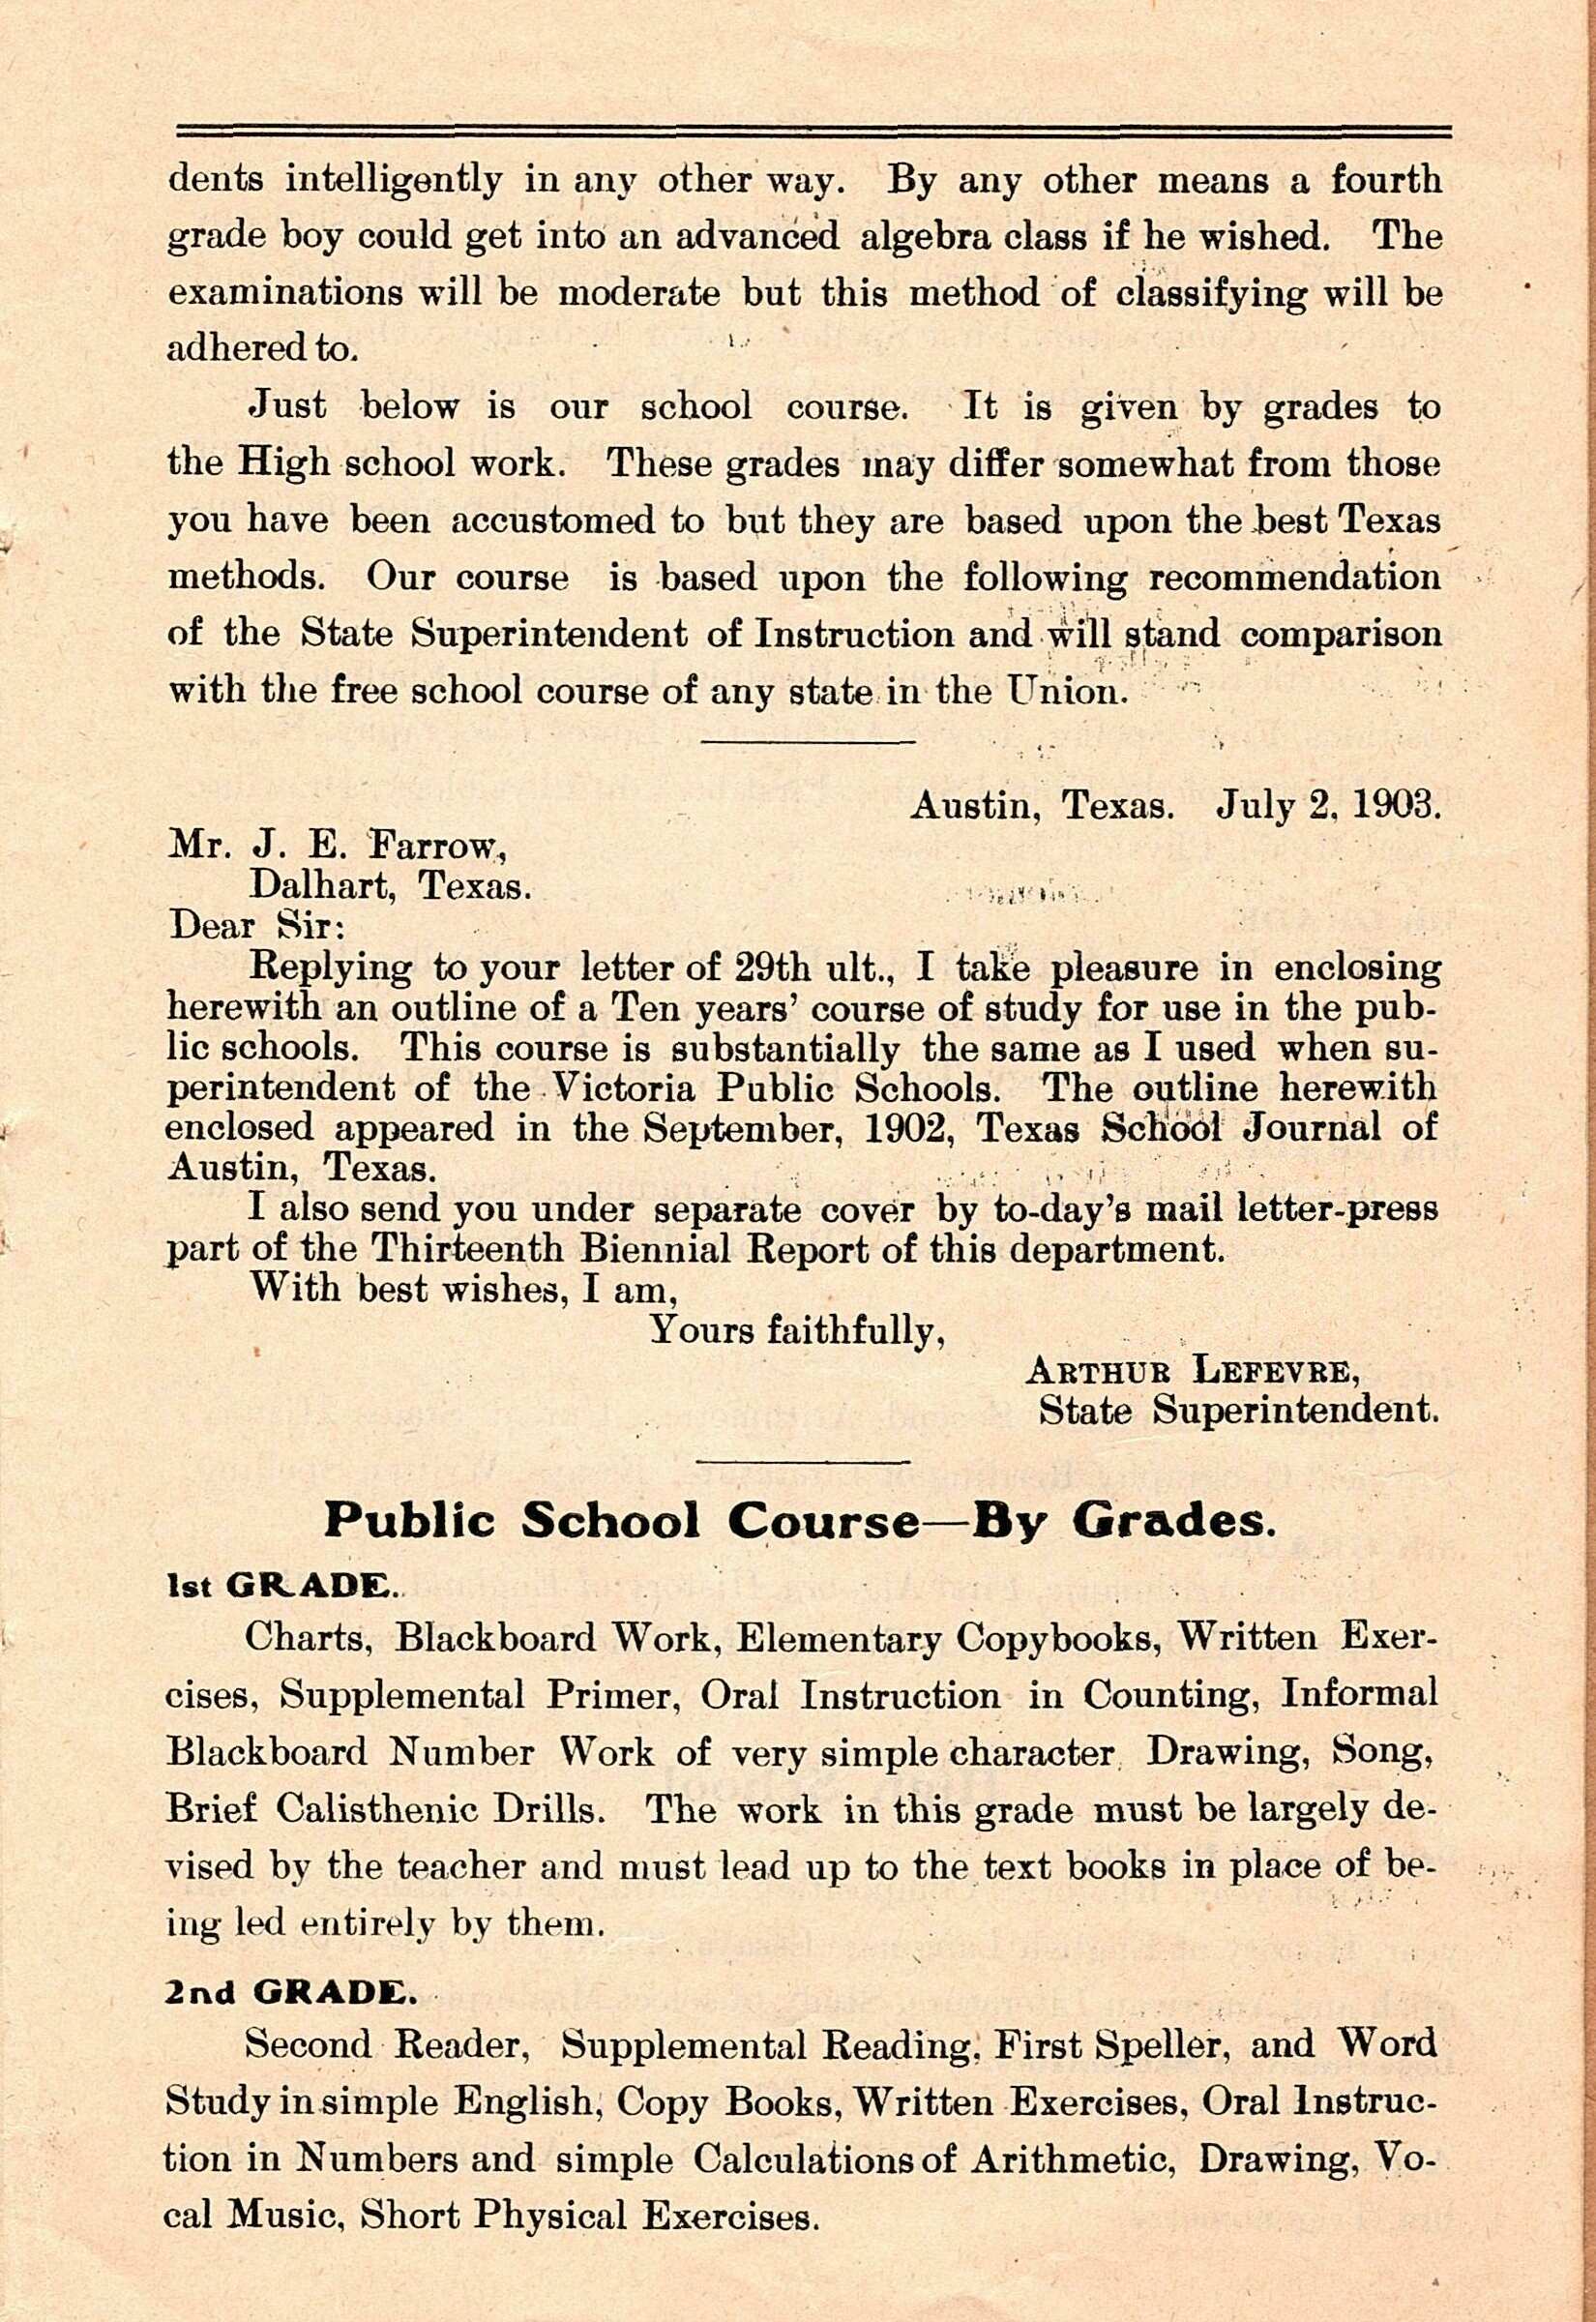 dents intelligently in any other way. By any other means a fourth
grade boy could get into an advanced algebra class if he wished. The
examinations will be moderate but this method of classifying will be
adhered to.
Just below is our school course. It is given by grades to
the High school work. These grades may differ somewhat from those
you have been accustomed to but they are based upon the best Texas
methods. Our course is based upon the following recommendation
of the State Superintendent of Instruction and will stand comparison
with the free school course of any state in the Union.
Austin, Texas. July 2, 1903.
Mr. J. E. Farrow,
Dalhart, Texas.
Dear Sir:
Replying to your letter of 29th ult., I take pleasure in enclosing
herewith an outline of a Ten years' course of study for use in the pub-
lic schools. This course is substantially the same as I used when su-
perintendent of the Victoria Public Schools. The outline herewith
enclosed appeared in the September, 1902, Texas School Journal of
Austin, Texas.
I also send you under separate cover by to-day's mail letter-press
part of the Thirteenth Biennial Report of this department.
With best wishes, I am,
Yours faithfully,
ARTHUR LEFEVRE,
State Superintendent.
Public School Course—By Grades.
1st GRADE.
Charts, Blackboard Work, Elementary Copybooks, Written Exer-
cises, Supplemental Primer, Oral Instruction in Counting, Informal
Blackboard Number Work of very simple character, Drawing, Song,
Brief Calisthenic Drills. The work in this grade must be largely de-
vised by the teacher and must lead up to the text books in place of be-
ing led entirely by them.
2nd GRADE.
Second Reader, Supplemental Reading, First Speller, and Word
Study in simple English, Copy Books, Written Exercises, Oral Instruc-
tion in Numbers and simple Calculations of Arithmetic, Drawing, Vo-
cal Music, Short Physical Exercises.